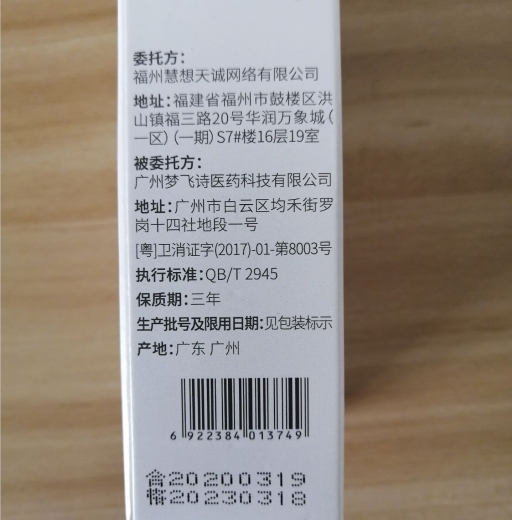 委托方：
福州慧想天诚网络有限公司
地址：福建省福州市鼓楼区洪
山镇福三路20号华润万象城(
一区)(一期)S7#楼16层19室
被委托方：
广州梦飞诗医药科技有限公司
地址：广州市白云区均禾街罗
岗十四社地段一号
[粤]卫消证字(2017)-01-第8003号
执行标准：QB/T 2945
保质期：三年
生产批号及限用日期：见包装标示
产地：广东 广州
6 922384 013749
合20200319
格20230318